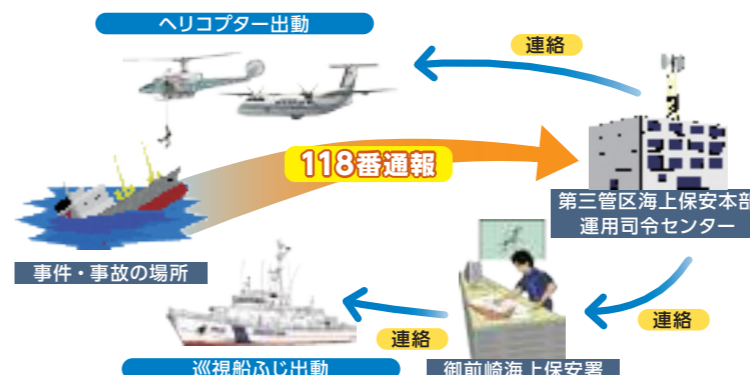 ヘリコプター出動
連絡
118番通報
第三管区海上保安本部
運用司令センター
事件・事故の場所
連絡
連絡
巡視船ふじ出動
御前崎海上保安署